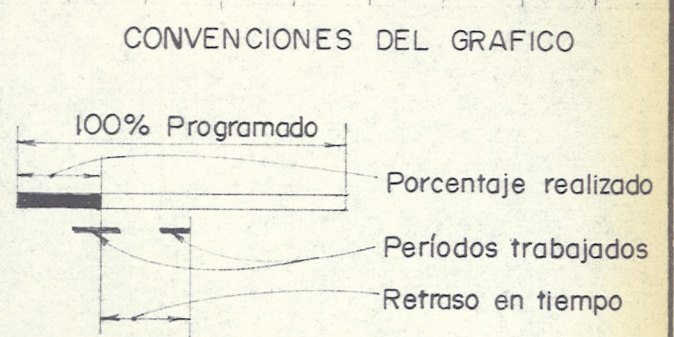 CONVENCIONES DEL GRAFICO
100% Programado
Porcentaje realizado
Períodos trabajados
Retraso en tiempo